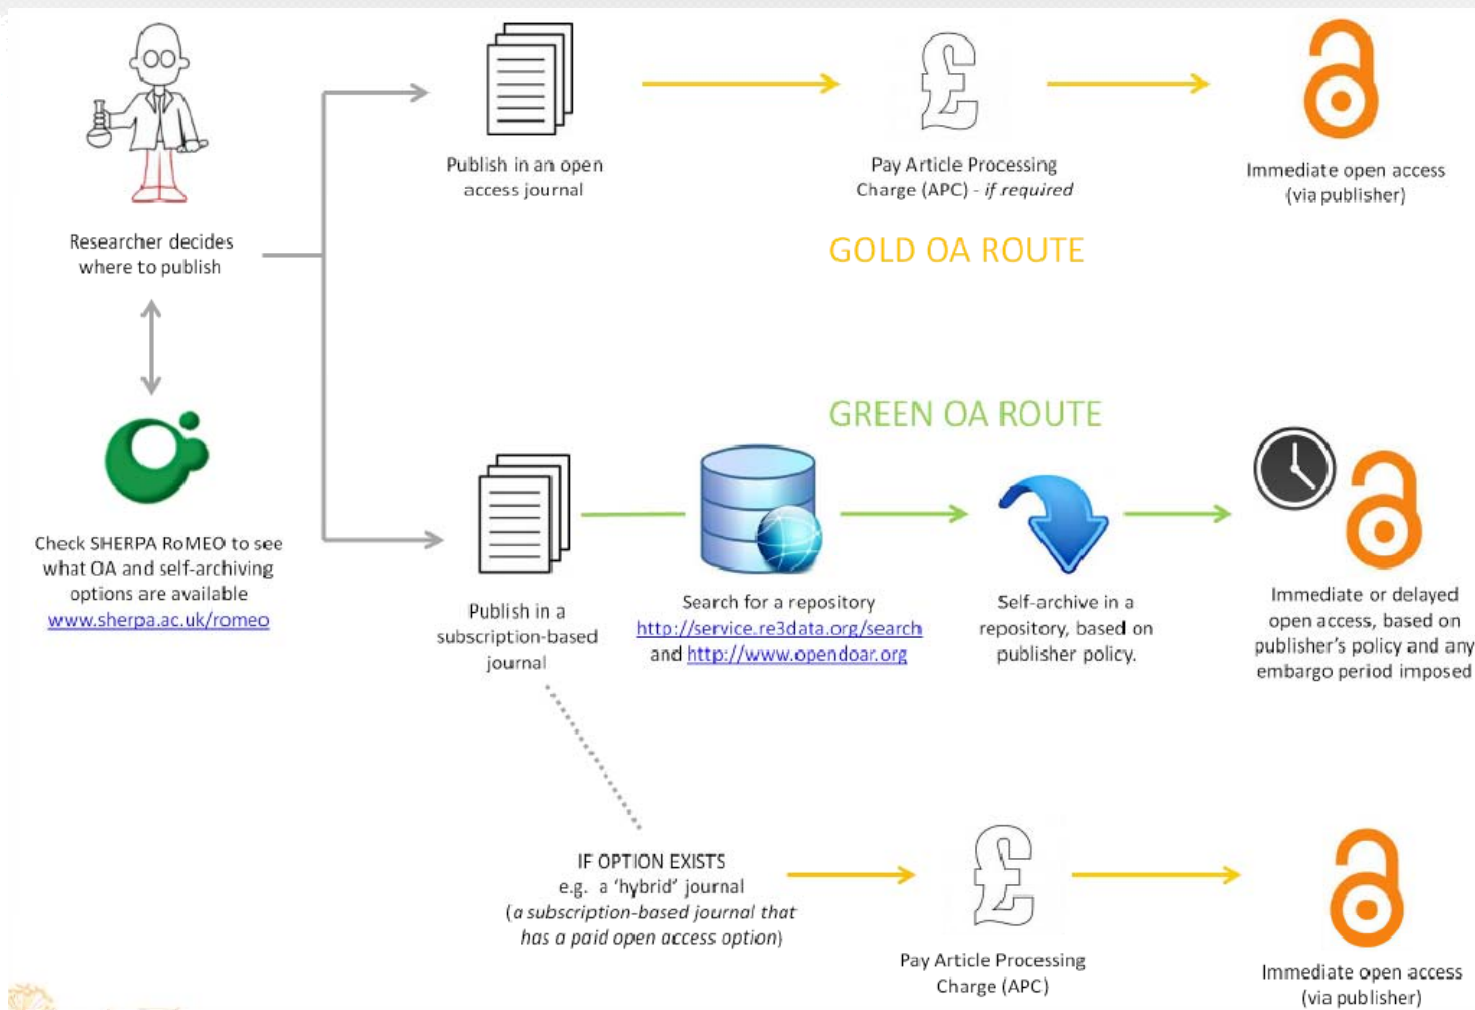 Researcher decides
where to publish
Check SHERPA RoMEO to see
what OA and self-archiving
options are available
www.sherpa.ac.uk/romeo
Publish in an open
access journal
£
Pay Article Processing
Charge (APC) - if required
Immediate open access
(via publisher)
GOLD OA ROUTE
GREEN OA ROUTE
Publish in a
subscription-based
journal
Search for a repository
http://service.re3data.org/search
and http://www.opendoar.org
Self-archive in a
repository, based on
publisher policy.
Immediate or delayed
open access, based on
publisher's policy and any
embargo period imposed
IF OPTION EXISTS
e.g. a 'hybrid' journal
(a subscription-based journal that
has a paid open access option)
£
Pay Article Processing
Charge (APC)
Immediate open access
(via publisher)